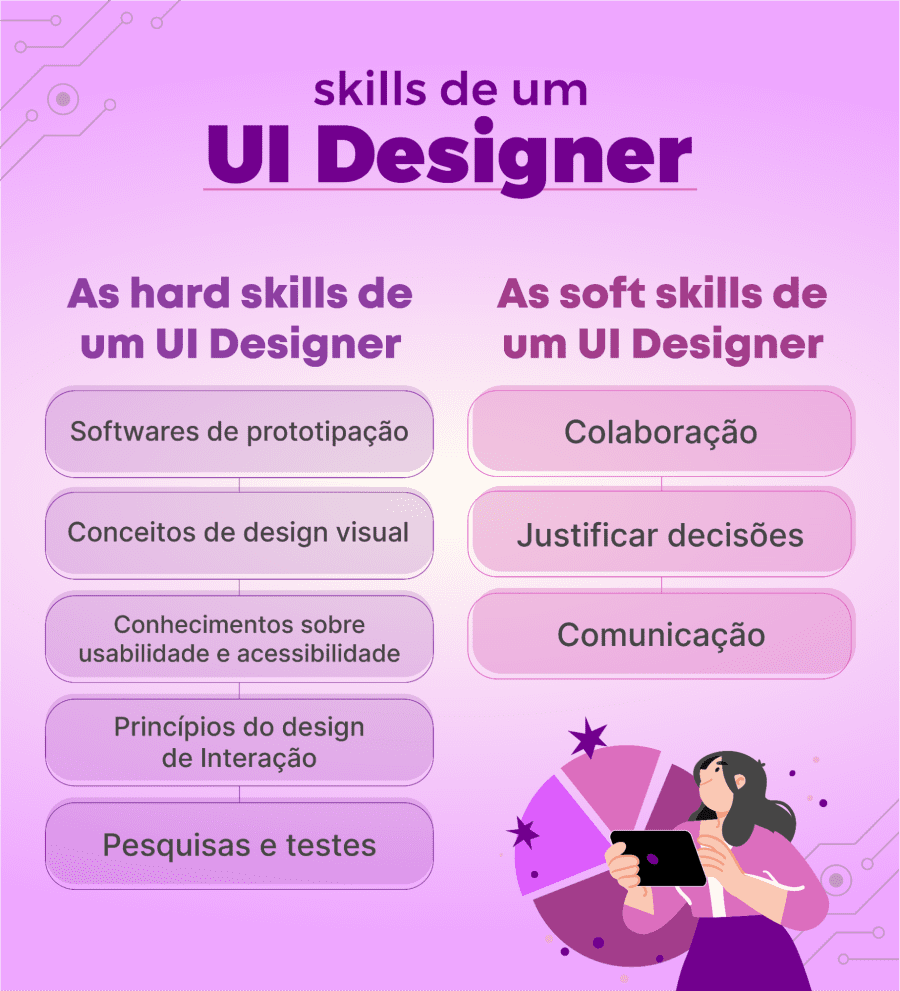 skills de um
UI Designer
As hard skills de
um UI Designer
Softwares de prototipação
Conceitos de design visual
Conhecimentos sobre
usabilidade e acessibilidade
Princípios do design
de Interação
Pesquisas e testes
As soft skills de
um UI Designer
Colaboração
Justificar decisões
Comunicação